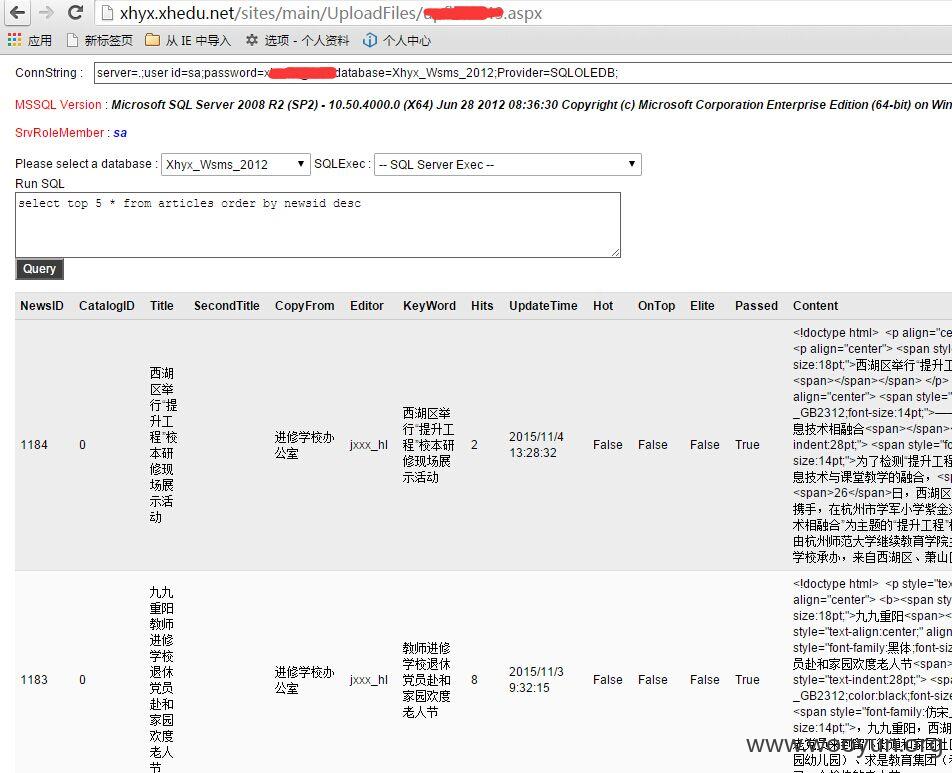 xhyx.xhedu.net/sites/main/UploadFiles/
.aspx
应用 新标签页 从 IE 中导入 选项 - 个人资料 个人中心
ConnString : server=.;user id=sa;password=x database=Xhyx_Wsms_2012;Provider=SQLOLEDB;
MSSQL Version : Microsoft SQL Server 2008 R2 (SP2) - 10.50.4000.0 (X64) Jun 28 2012 08:36:30 Copyright (c) Microsoft Corporation Enterprise Edition (64-bit) on Win
SrvRoleMember : sa
Please select a database : Xhyx_Wsms_2012 SQLExec : -- SQL Server Exec --
Run SQL
select top 5 * from articles order by newsid desc
Query
NewsID CatalogID Title SecondTitle CopyFrom Editor KeyWord Hits UpdateTime Hot OnTop Elite Passed Content
1184
0
西湖
区举
行“提
升工
程”校
本研
修现
场展
示活
动
进修学校办
公室
jxxx_hl
西湖区举
行“提升工
程”校本研
修现场展
示活动
2
2015/11/4
13:28:32
False
False
False
True
<!doctype html> <p align="ce
<p align="center"> <span styl
size:18pt;">西湖区举行“提升工
<span></span></span> </p>
align="center"> <span style="
_GB2312;font-size:14pt;">——
息技术相融合<span></span><
indent:28pt;"> <span style="fo
size:14pt;">为了检测“提升工程
息技术与课堂教学的融合，<sp
<span>26</span>日，西湖区
携手，在杭州市学军小学紫金
术相融合”为主题的“提升工程”
由杭州师范大学继续教育学院主
学校承办，来自西湖区、萧山
1183
0
九九
重阳
教师
进修
学校
退休
党员
赴和
家园
欢度
老人
节
进修学校办
公室
jxxx_hl
教师进修
学校退休
党员赴和
家园欢度
老人节
8
2015/11/3
9:32:15
False
False
False
True
<!doctype html> <p style="tex
align="center"> <b><span sty
size:18pt;">九九重阳<span><
style="text-align:center;" align
style="font-family:黑体;font-siz
员赴和家园欢度老人节<span>
style="text-indent:28pt;"> <sp
_GB2312;color:black;font-size
<span style="font-family:仿宋_
size:14pt;">，九九重阳，西湖
园幼儿园）、求是教育集团（
www.wooyun.org